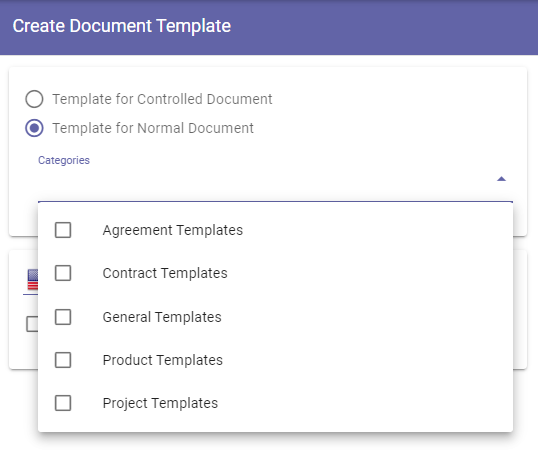 Create Document Template
Template for Controlled Document
Template for Normal Document
Categories
Agreement Templates
Contract Templates
General Templates
Product Templates
Project Templates